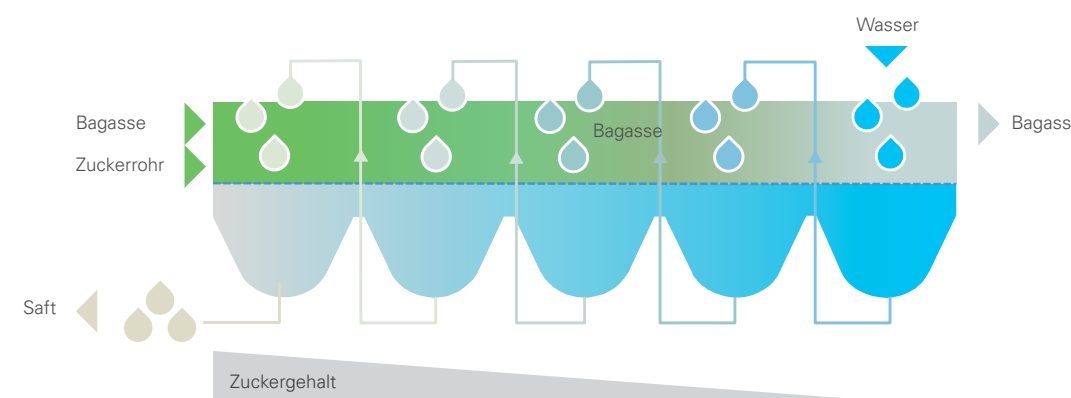 Wasser
Bagasse
Bagasse
Bagass
Zuckerrohr
Saft
Zuckergehalt